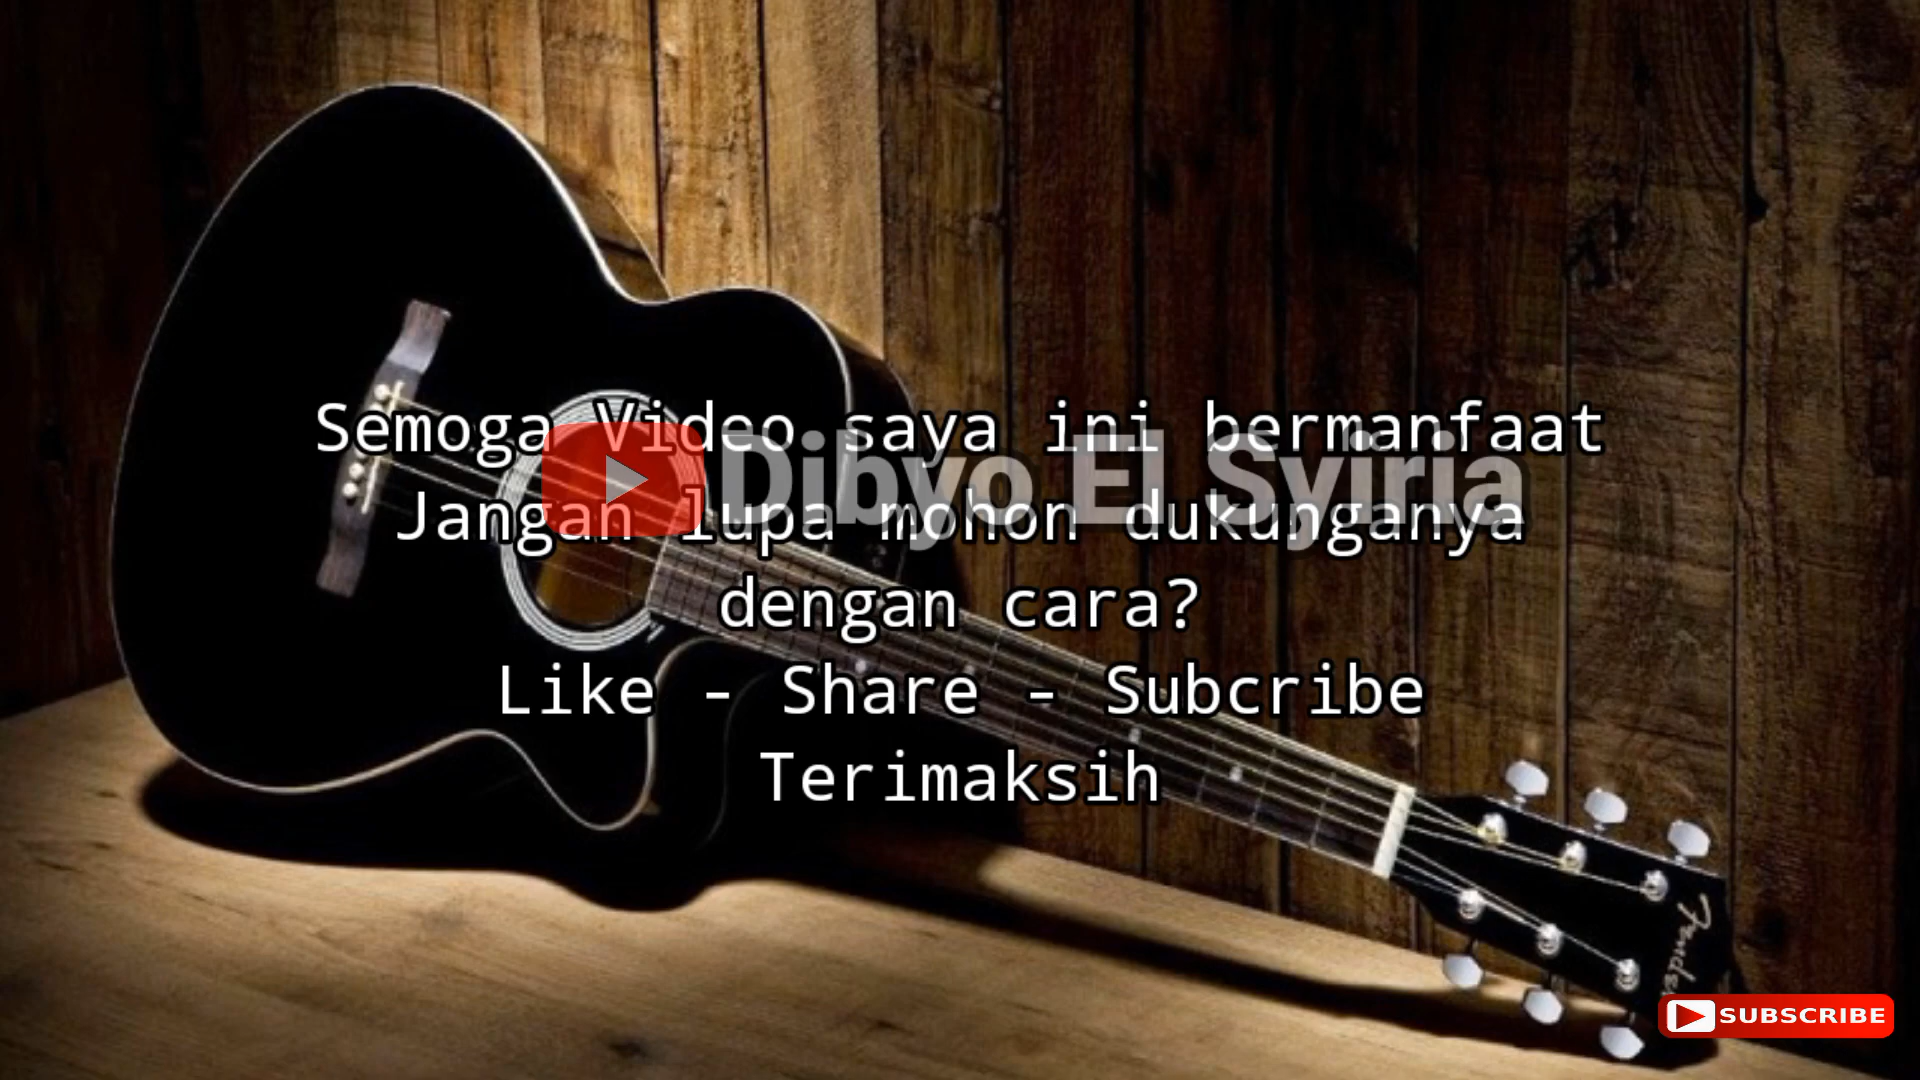 Semoga Video saya ini bermanfaat
Dibyo El Syiria
Jangan lupa mohon dukunganya
dengan cara?
Like - Share - Subcribe
Terimaksih
Fender
SUBSCRIBE